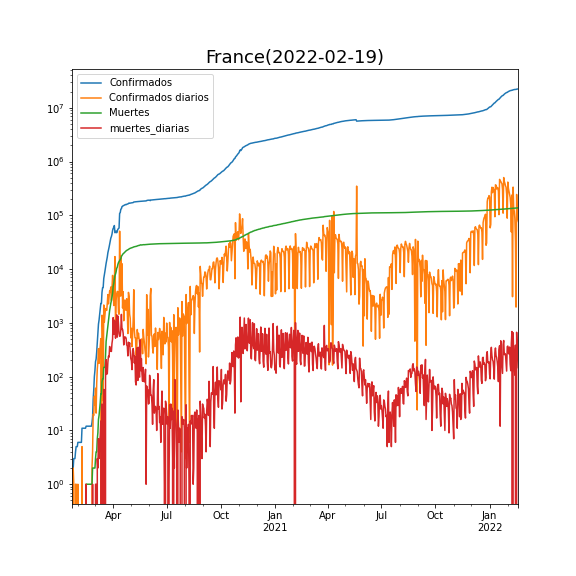 France(2022-02-19)
Confirmados
Confirmados diarios
Muertes
muertes_diarias
10⁷
10⁶
10⁵
10⁴
10³
10²
10¹
10⁰
Apr Jul Oct Jan Apr Jul Oct Jan
2021 2022